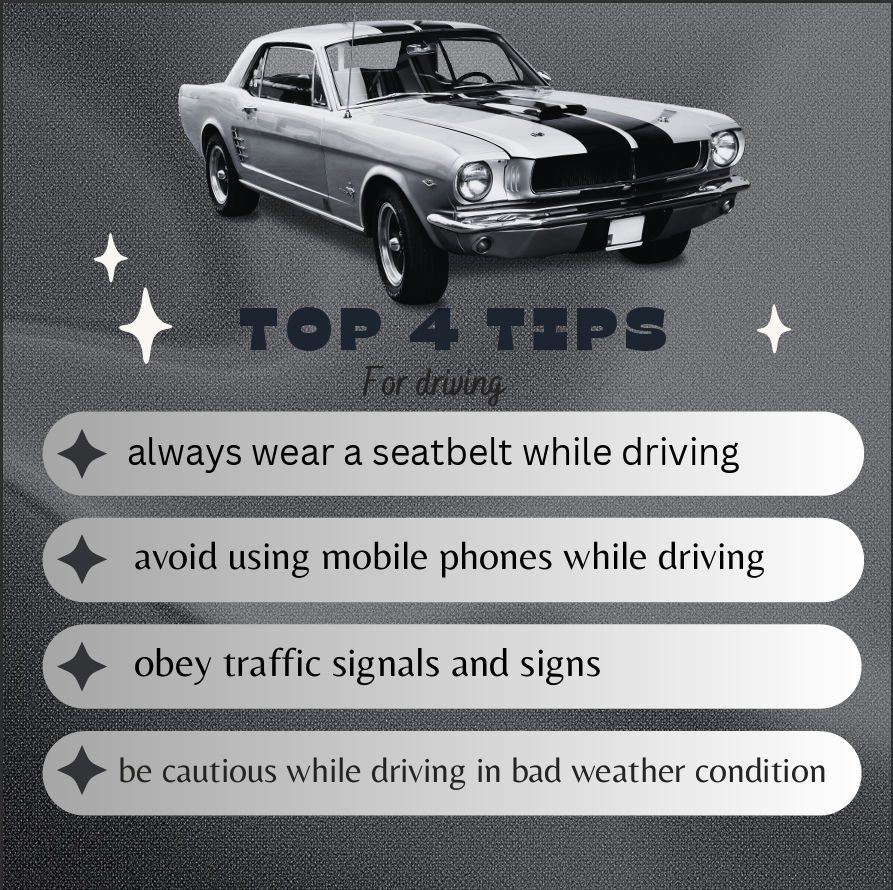 TOP 4 TIPS
For driving
always wear a seatbelt while driving
avoid using mobile phones while driving
obey traffic signals and signs
be cautious while driving in bad weather condition